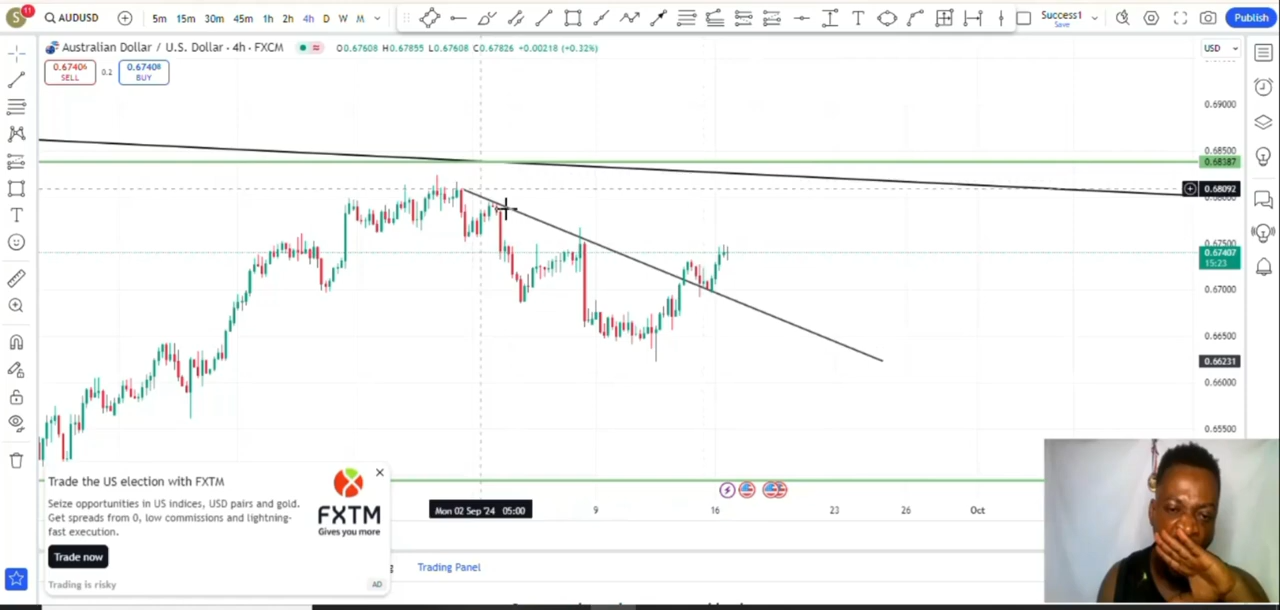 S 11 AUDUSD 5m 15m 30m 45m 1h 2h 4h D W M Success1 Save Publish
Australian Dollar / U.S. Dollar · 4h · FXCM O0.67608 H0.67855 L0.67608 C0.67826 +0.00218 (+0.32%) USD
0.67406 SELL 0.2 0.67408 BUY
0.69000
0.68500
0.68387
0.68092
0.67500
0.67407
15:23
0.67000
0.66500
0.66231
0.66000
0.65500
Trade the US election with FXTM
Seize opportunities in US indices, USD pairs and gold.
Get spreads from 0, low commissions and lightning-
fast execution.
FXTM
Gives you more
Trade now
Trading is risky
AD
Mon 02 Sep '24 05:00 9 16 23 26 Oct
Trading Panel